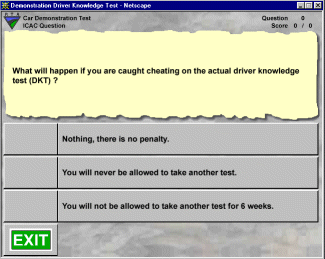 Demonstration Driver Knowledge Test - Netscape
RTA
Car Demonstration Test
ICAC Question
Question 0
Score 0 / 0
What will happen if you are caught cheating on the actual driver knowledge
test (DKT) ?
Nothing, there is no penalty.
You will never be allowed to take another test.
You will not be allowed to take another test for 6 weeks.
EXIT